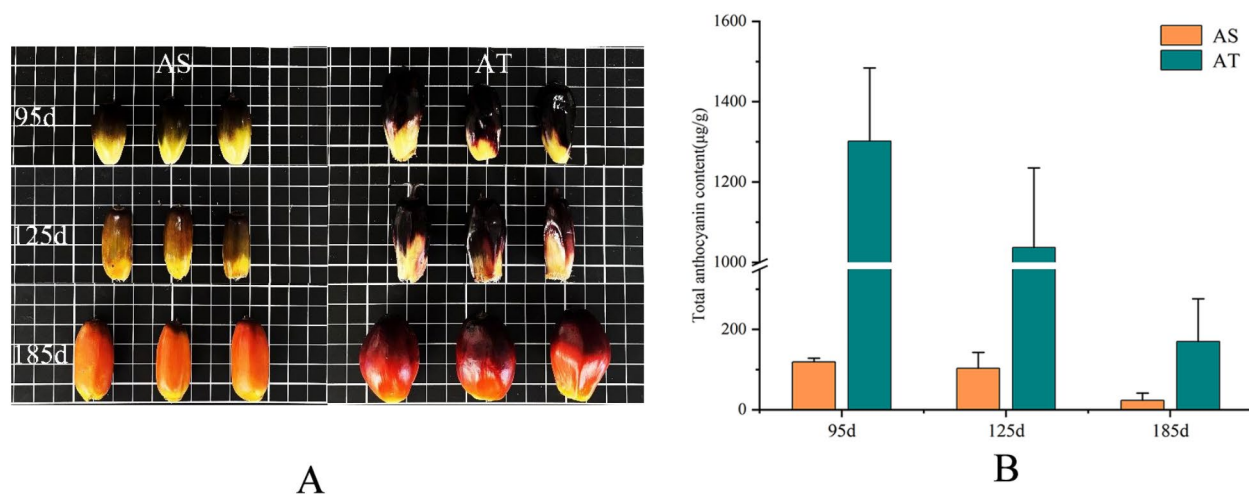 AS
AT
95d
125d
185d
A
Total anthocyanin content(μg/g)
1600
1400
1200
1000
200
0
AS
AT
95d
125d
185d
B